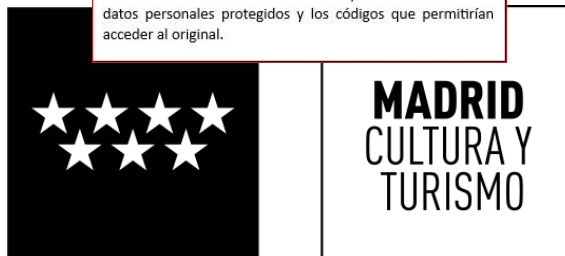 datos personales protegidos y los códigos que permitirían
acceder al original.
MADRID
CULTURA Y
TURISMO